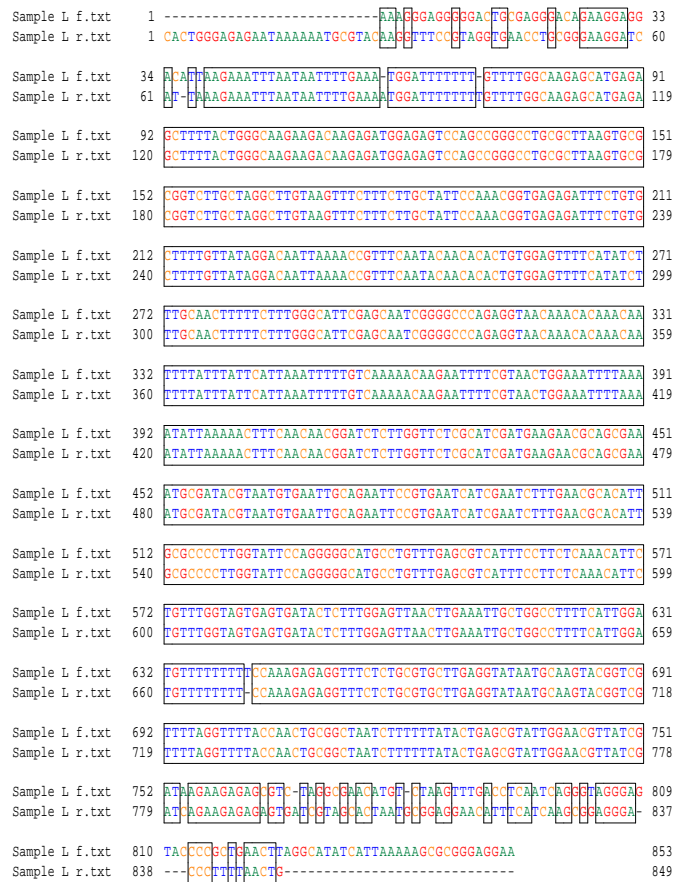 Sample L f.txt 1 ---------------------------AAAGGGAGGGGGACTGCGAGGGACAGAAGGAGG 33
Sample L r.txt 1 CACTGGGAGAGAATAAAAAATGCGTACAAGGTTTCCGTAGGTGAACCTGCGGGAAGGATC 60
Sample L f.txt 34 ACATTAAGAAATTTAATAATTTTGAAA-TGGATTTTTTT-GTTTTGGCAAGAGCATGAGA 91
Sample L r.txt 61 AT-TAAAGAAATTTAATAATTTTGAAAATGGATTTTTTTTGTTTTGGCAAGAGCATGAGA 119
Sample L f.txt 92 GCTTTTACTGGGCAAGAAGACAAGAGATGGAGAGTCCAGCCGGGCCTGCGCTTAAGTGCG 151
Sample L r.txt 120 GCTTTTACTGGGCAAGAAGACAAGAGATGGAGAGTCCAGCCGGGCCTGCGCTTAAGTGCG 179
Sample L f.txt 152 CGGTCTTGCTAGGCTTGTAAGTTTCTTTCTTGCTATTCCAAACGGTGAGAGATTTCTGTG 211
Sample L r.txt 180 CGGTCTTGCTAGGCTTGTAAGTTTCTTTCTTGCTATTCCAAACGGTGAGAGATTTCTGTG 239
Sample L f.txt 212 CTTTTGTTATAGGACAATTAAAACCGTTTCAATACAACACACTGTGGAGTTTTCATATCT 271
Sample L r.txt 240 CTTTTGTTATAGGACAATTAAAACCGTTTCAATACAACACACTGTGGAGTTTTCATATCT 299
Sample L f.txt 272 TTGCAACTTTTTCTTTGGGCATTCGAGCAATCGGGGCCCAGAGGTAACAAACACAAACAA 331
Sample L r.txt 300 TTGCAACTTTTTCTTTGGGCATTCGAGCAATCGGGGCCCAGAGGTAACAAACACAAACAA 359
Sample L f.txt 332 TTTTATTTATTCATTAAATTTTTGTCAAAAACAAGAATTTTCGTAACTGGAAATTTTAAA 391
Sample L r.txt 360 TTTTATTTATTCATTAAATTTTTGTCAAAAACAAGAATTTTCGTAACTGGAAATTTTAAA 419
Sample L f.txt 392 ATATTAAAAACTTTCAACAACGGATCTCTTGGTTCTCGCATCGATGAAGAACGCAGCGAA 451
Sample L r.txt 420 ATATTAAAAACTTTCAACAACGGATCTCTTGGTTCTCGCATCGATGAAGAACGCAGCGAA 479
Sample L f.txt 452 ATGCGATACGTAATGTGAATTGCAGAATTCCGTGAATCATCGAATCTTTGAACGCACATT 511
Sample L r.txt 480 ATGCGATACGTAATGTGAATTGCAGAATTCCGTGAATCATCGAATCTTTGAACGCACATT 539
Sample L f.txt 512 GCGCCCCTTGGTATTCCAGGGGGCATGCCTGTTTGAGCGTCATTTCCTTCTCAAACATTC 571
Sample L r.txt 540 GCGCCCCTTGGTATTCCAGGGGGCATGCCTGTTTGAGCGTCATTTCCTTCTCAAACATTC 599
Sample L f.txt 572 TGTTTGGTAGTGAGTGATACTCTTTGGAGTTAACTTGAAATTGCTGGCCTTTTCATTGGA 631
Sample L r.txt 600 TGTTTGGTAGTGAGTGATACTCTTTGGAGTTAACTTGAAATTGCTGGCCTTTTCATTGGA 659
Sample L f.txt 632 TGTTTTTTTTTCCAAAGAGAGGTTTCTCTGCGTGCTTGAGGTATAATGCAAGTACGGTCG 691
Sample L r.txt 660 TGTTTTTTTT-CCAAAGAGAGGTTTCTCTGCGTGCTTGAGGTATAATGCAAGTACGGTCG 718
Sample L f.txt 692 TTTTAGGTTTTACCAACTGCGGCTAATCTTTTTTATACTGAGCGTATTGGAACGTTATCG 751
Sample L r.txt 719 TTTTAGGTTTTACCAACTGCGGCTAATCTTTTTTATACTGAGCGTATTGGAACGTTATCG 778
Sample L f.txt 752 ATAAGAAGAGAGCGTC-TAGGCGAACATGT-CTAAGTTTGACCTCAATCAGGGTAGGGAG 809
Sample L r.txt 779 ATCAGAAGAGAGAGTGATCGTAGCACTAATGCGGAGGAACATTTCATCAAGCGGAGGGA- 837
Sample L f.txt 810 TACCCCGCTGAACTTAGGCATATCATTAAAAAGCGCGGGAGGAA 853
Sample L r.txt 838 ---CCCTTTTAACTG----------------------------- 849